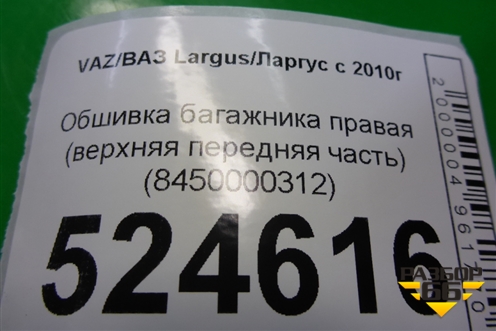 VAZ/ВАЗ Largus/Ларгус с 2010г
Обшивка багажника правая
(верхняя передняя часть)
(8450000312)
524616
РАЗБОР
66